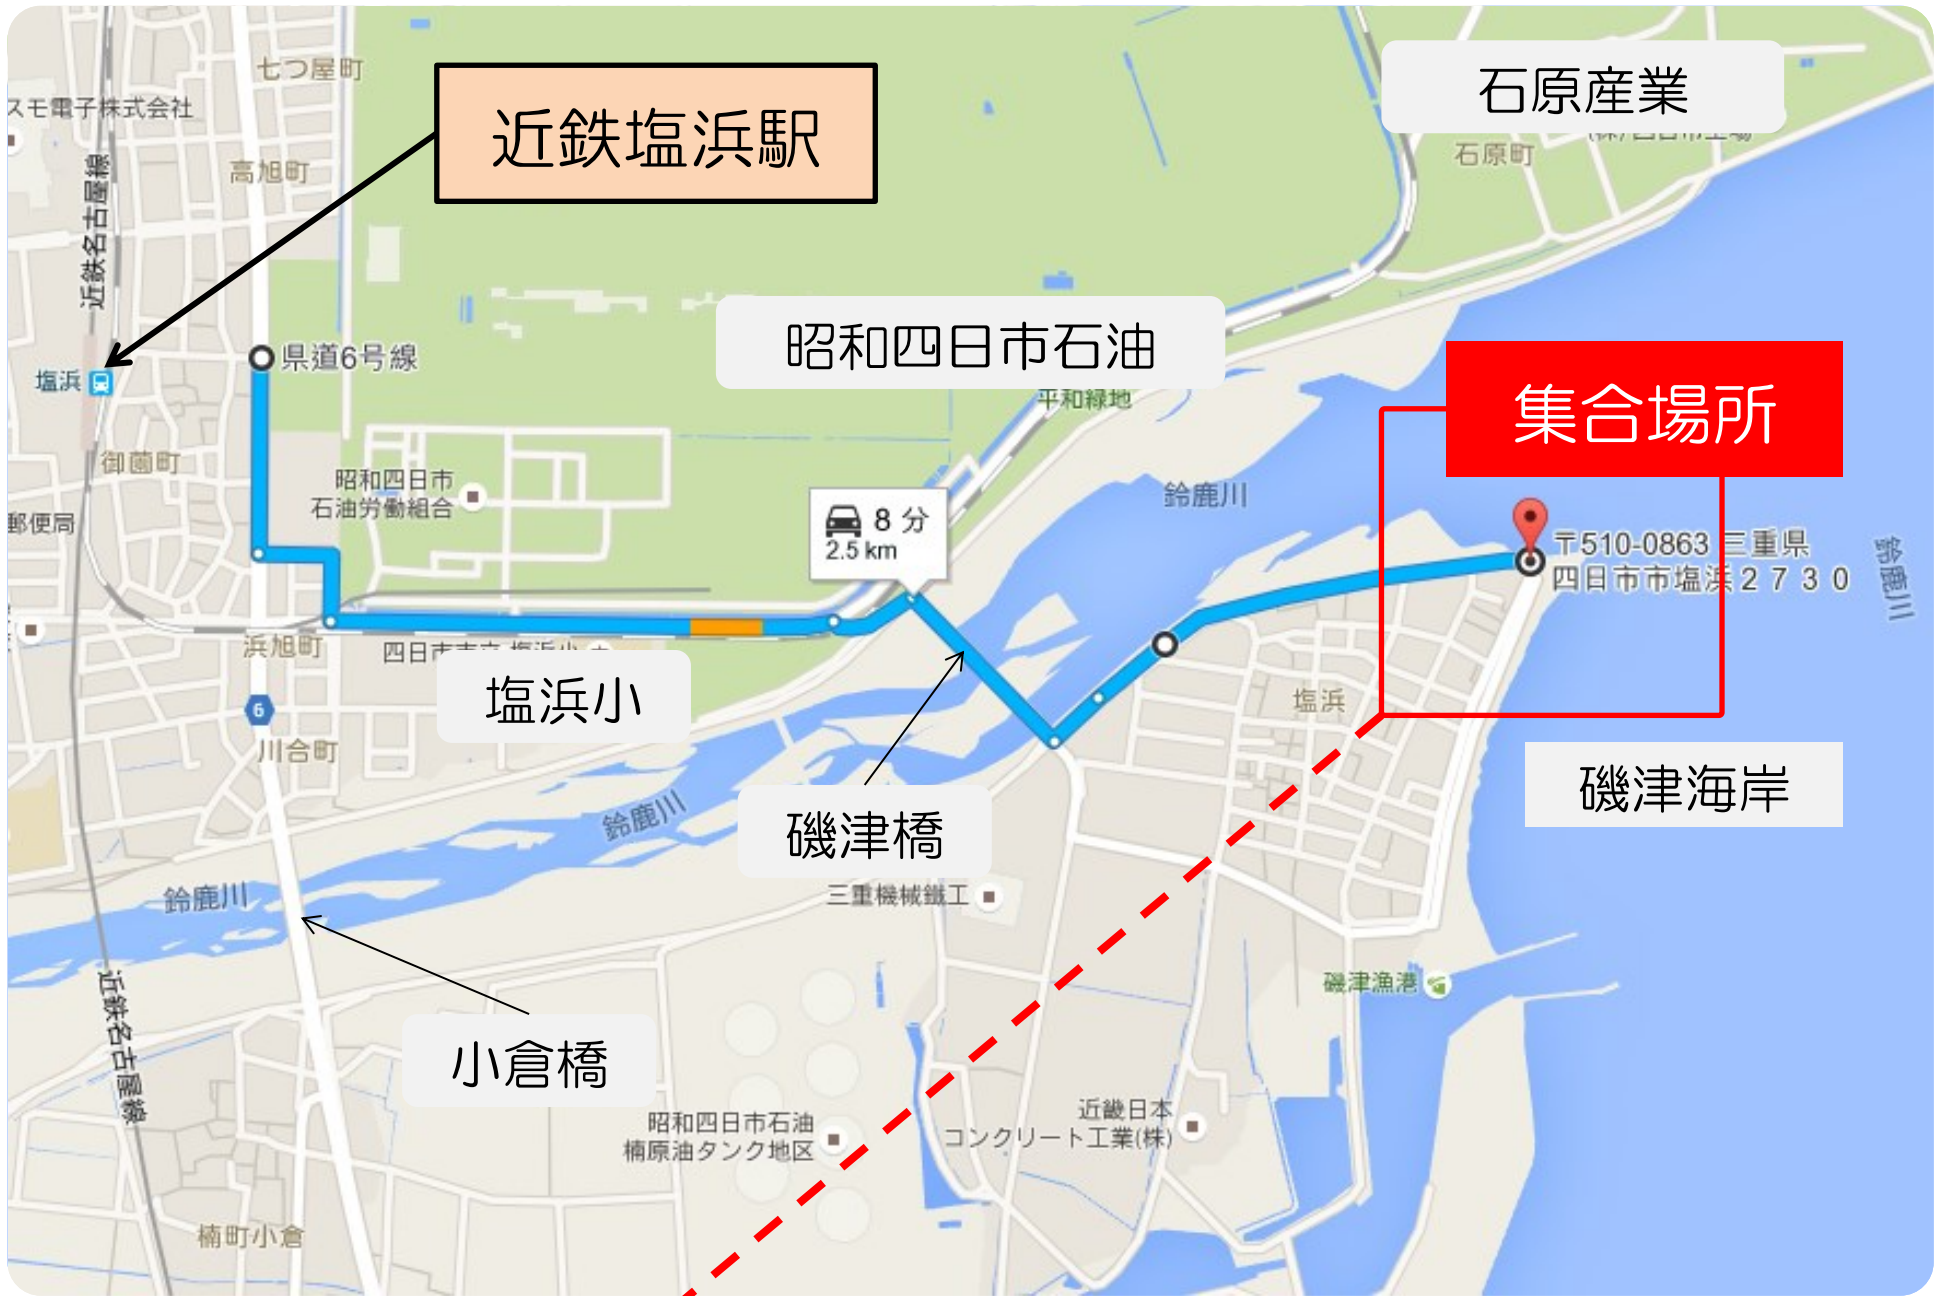 七つ屋町
スモ電子株式会社
近鉄塩浜駅
石原産業
石原町
高旭町
近鉄名古屋線
昭和四日市石油
県道6号線
塩浜
平和緑地
集合場所
御薗町
昭和四日市
石油労働組合
鈴鹿川
8 分
2.5 km
郵便局
〒510-0863 三重県
四日市市塩浜2730
鈴鹿川
浜旭町
四日市市立 塩浜小
塩浜小
塩浜
6
川合町
磯津海岸
鈴鹿川
磯津橋
鈴鹿川
三重機械鐵工
近鉄名古屋線
磯津漁港
小倉橋
昭和四日市石油
楠原油タンク地区
近畿日本
コンクリート工業(株)
楠町小倉